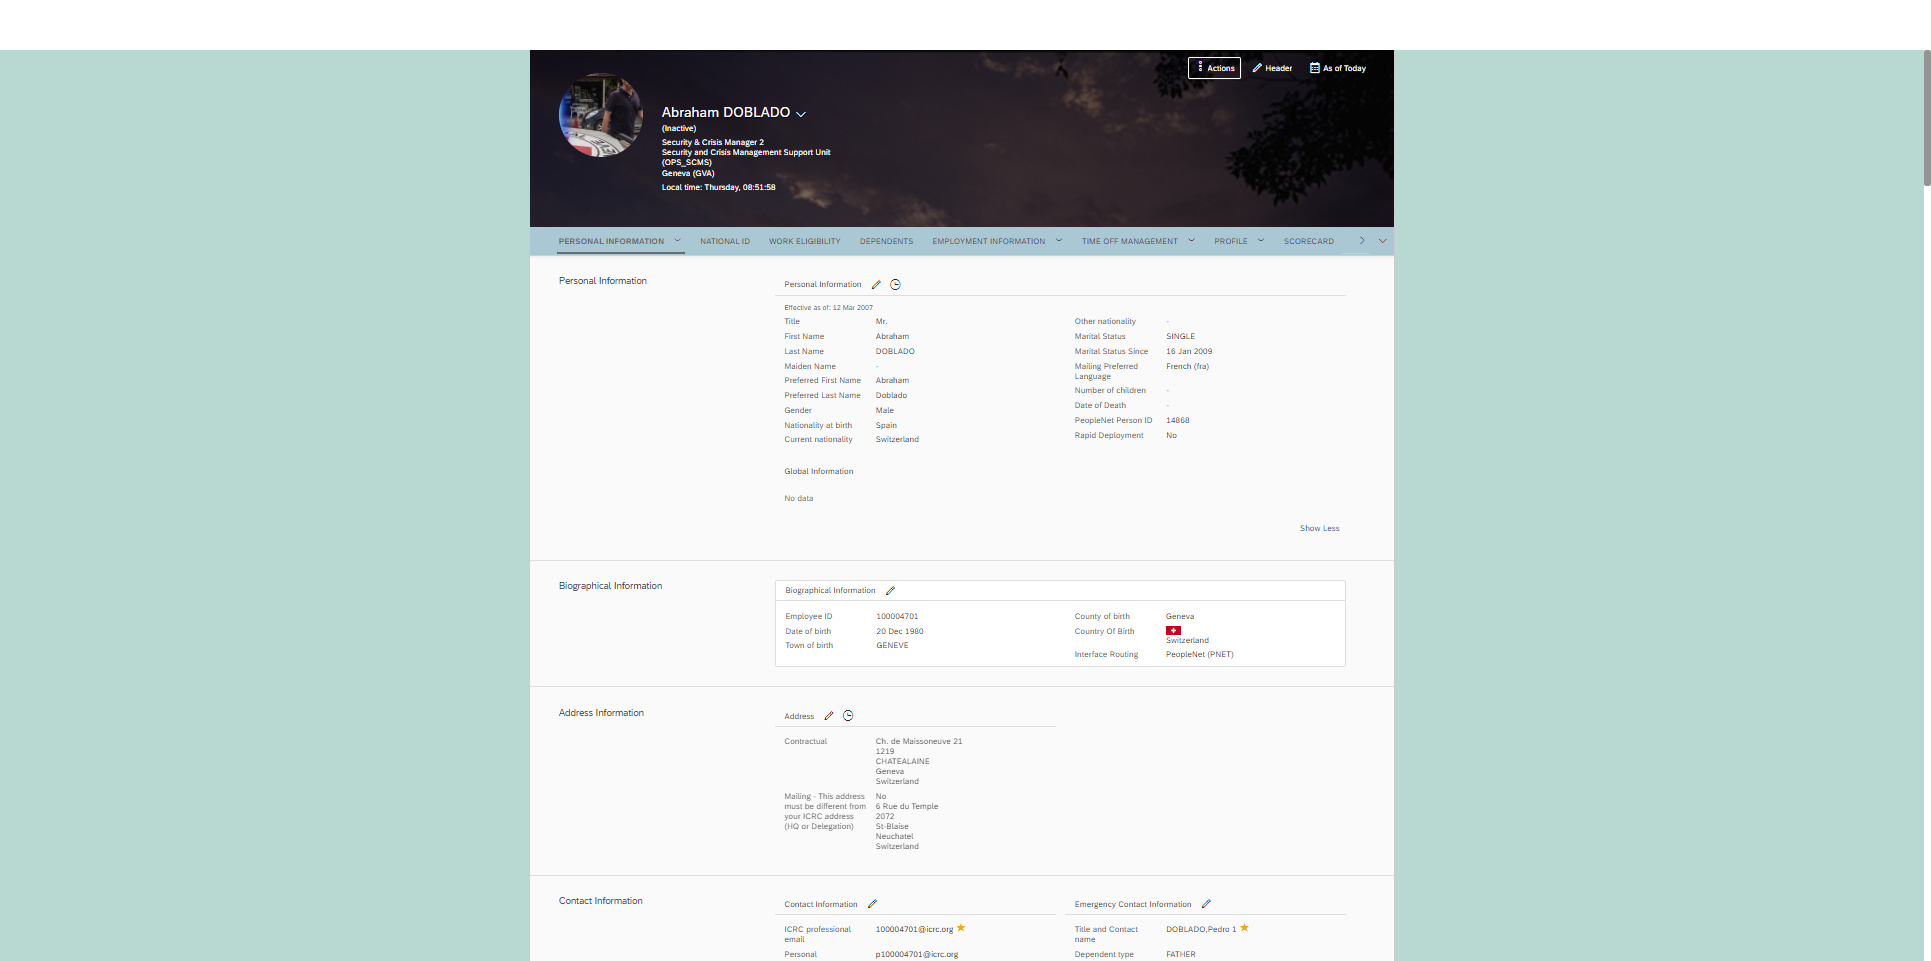 Actions
Header
As of Today
Abraham DOBLADO
(Inactive)
Security & Crisis Manager 2
Security and Crisis Management Support Unit
(OPS_SCMS)
Geneva (GVA)
Local time: Thursday, 08:51:58
PERSONAL INFORMATION
NATIONAL ID
WORK ELIGIBILITY
DEPENDENTS
EMPLOYMENT INFORMATION
TIME OFF MANAGEMENT
PROFILE
SCORECARD
Personal Information
Personal Information
Effective as of: 12 Mar 2007
Title Mr.
First Name Abraham
Last Name DOBLADO
Maiden Name -
Preferred First Name Abraham
Preferred Last Name Doblado
Gender Male
Nationality at birth Spain
Current nationality Switzerland
Other nationality -
Marital Status SINGLE
Marital Status Since 16 Jan 2009
Mailing Preferred French (fra)
Language
Number of children -
Date of Death -
PeopleNet Person ID 14868
Rapid Deployment No
Global Information
No data
Show Less
Biographical Information
Biographical Information
Employee ID 100004701
Date of birth 20 Dec 1980
Town of birth GENEVE
County of birth Geneva
Country Of Birth
Switzerland
Interface Routing PeopleNet (PNET)
Address Information
Address
Contractual Ch. de Maissoneuve 21
1219
CHATEALAINE
Geneva
Switzerland
Mailing - This address No
must be different from 6 Rue du Temple
your ICRC address 2072
(HQ or Delegation) St-Blaise
Neuchatel
Switzerland
Contact Information
Contact Information
ICRC professional 100004701@icrc.org
email
Personal p100004701@icrc.org
Emergency Contact Information
Title and Contact DOBLADO,Pedro 1
name
Dependent type FATHER